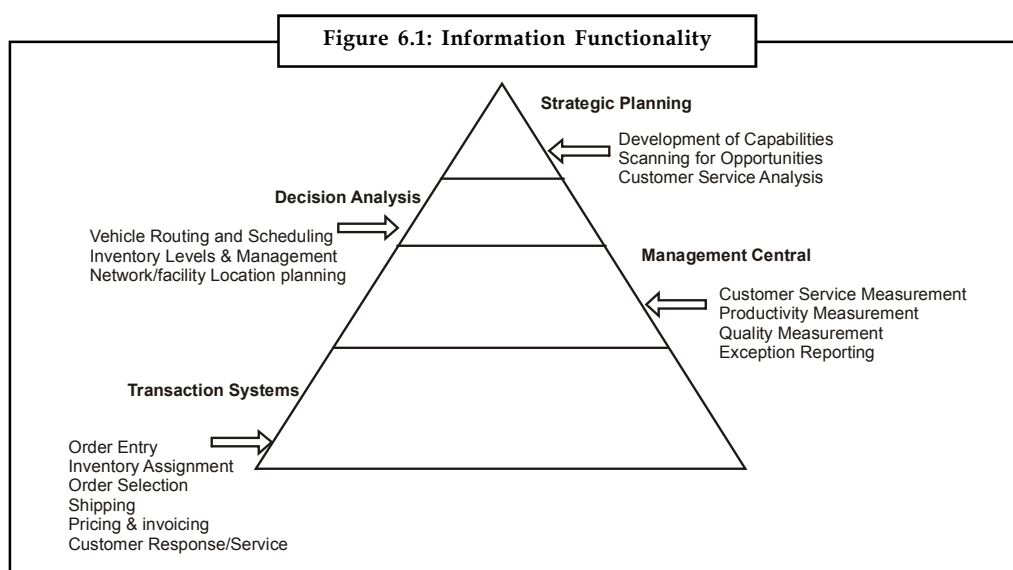 Figure 6.1: Information Functionality
Strategic Planning
Development of Capabilities
Scanning for Opportunities
Customer Service Analysis
Decision Analysis
Vehicle Routing and Scheduling
Inventory Levels & Management
Network/facility Location planning
Management Central
Customer Service Measurement
Productivity Measurement
Quality Measurement
Exception Reporting
Transaction Systems
Order Entry
Inventory Assignment
Order Selection
Shipping
Pricing & invoicing
Customer Response/Service